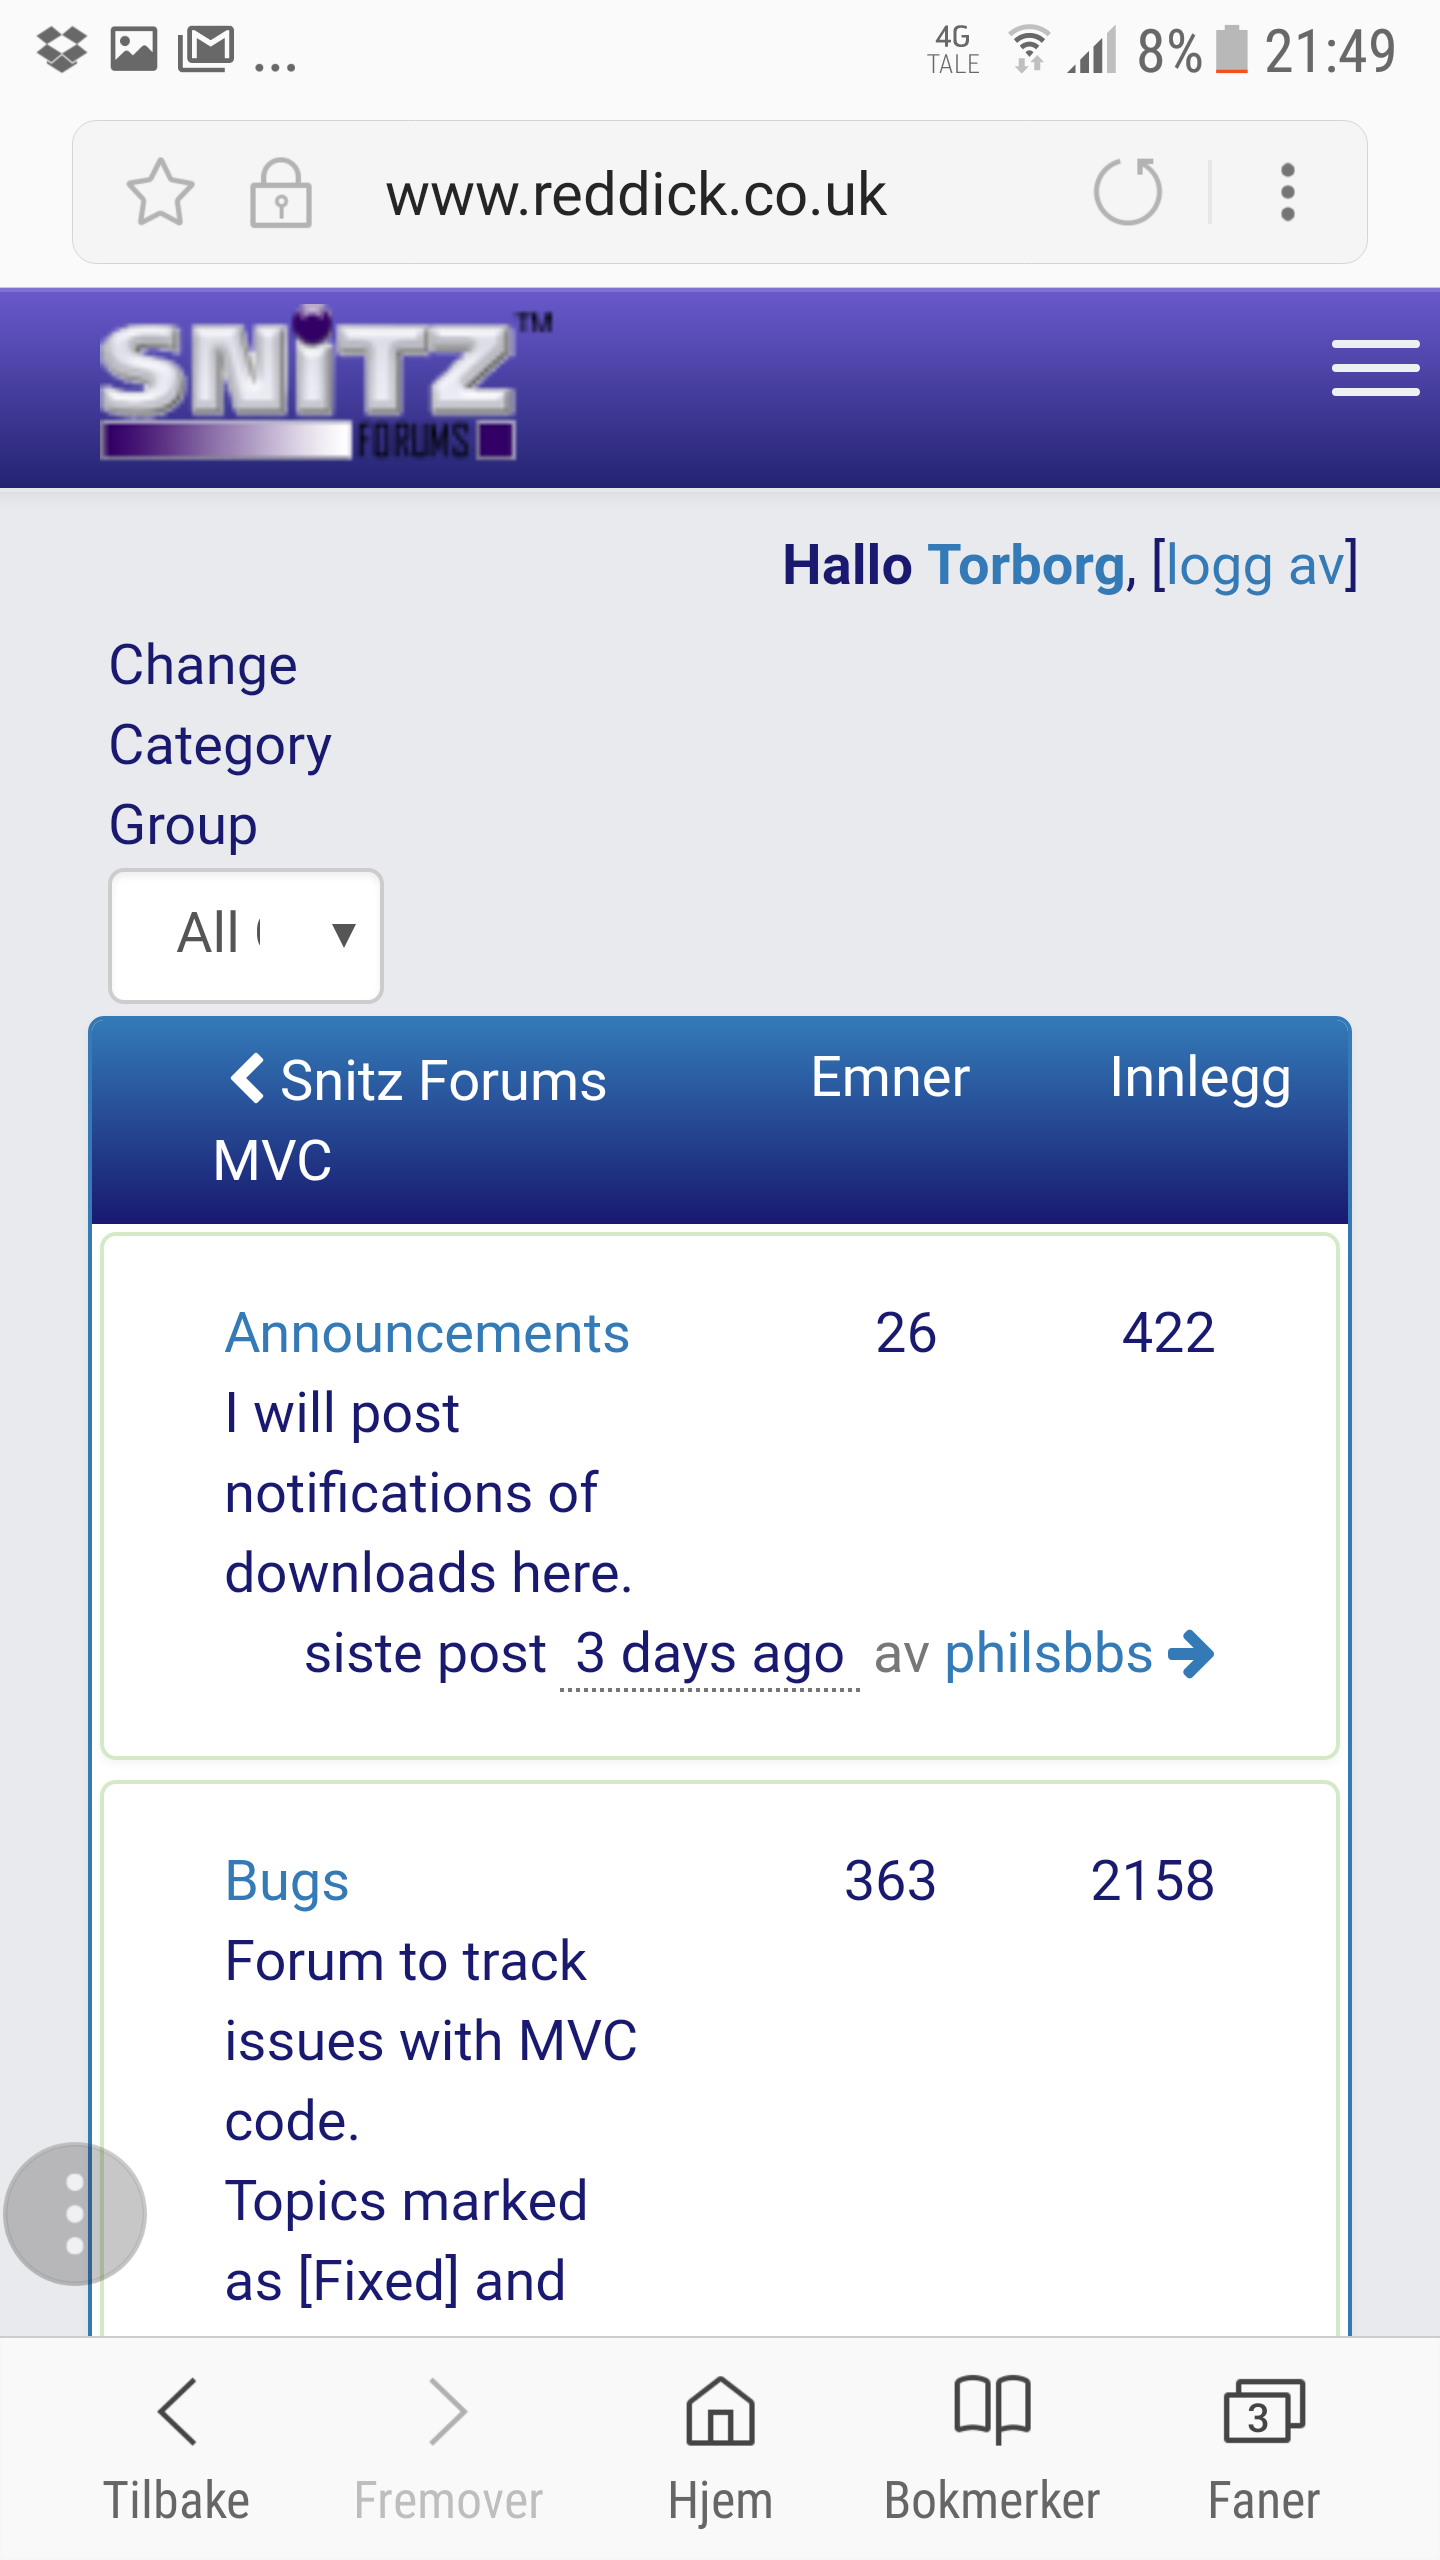 4G
TALE
8%
21:49
www.reddick.co.uk
SNiTZ™
FORUMS
Hallo Torborg, [logg av]
Change
Category
Group
All
Snitz Forums
MVC
Emner
Innlegg
Announcements 26 422
I will post
notifications of
downloads here.
siste post 3 days ago av philsbbs
Bugs 363 2158
Forum to track
issues with MVC
code.
Topics marked
as [Fixed] and
3
Tilbake Fremover Hjem Bokmerker Faner